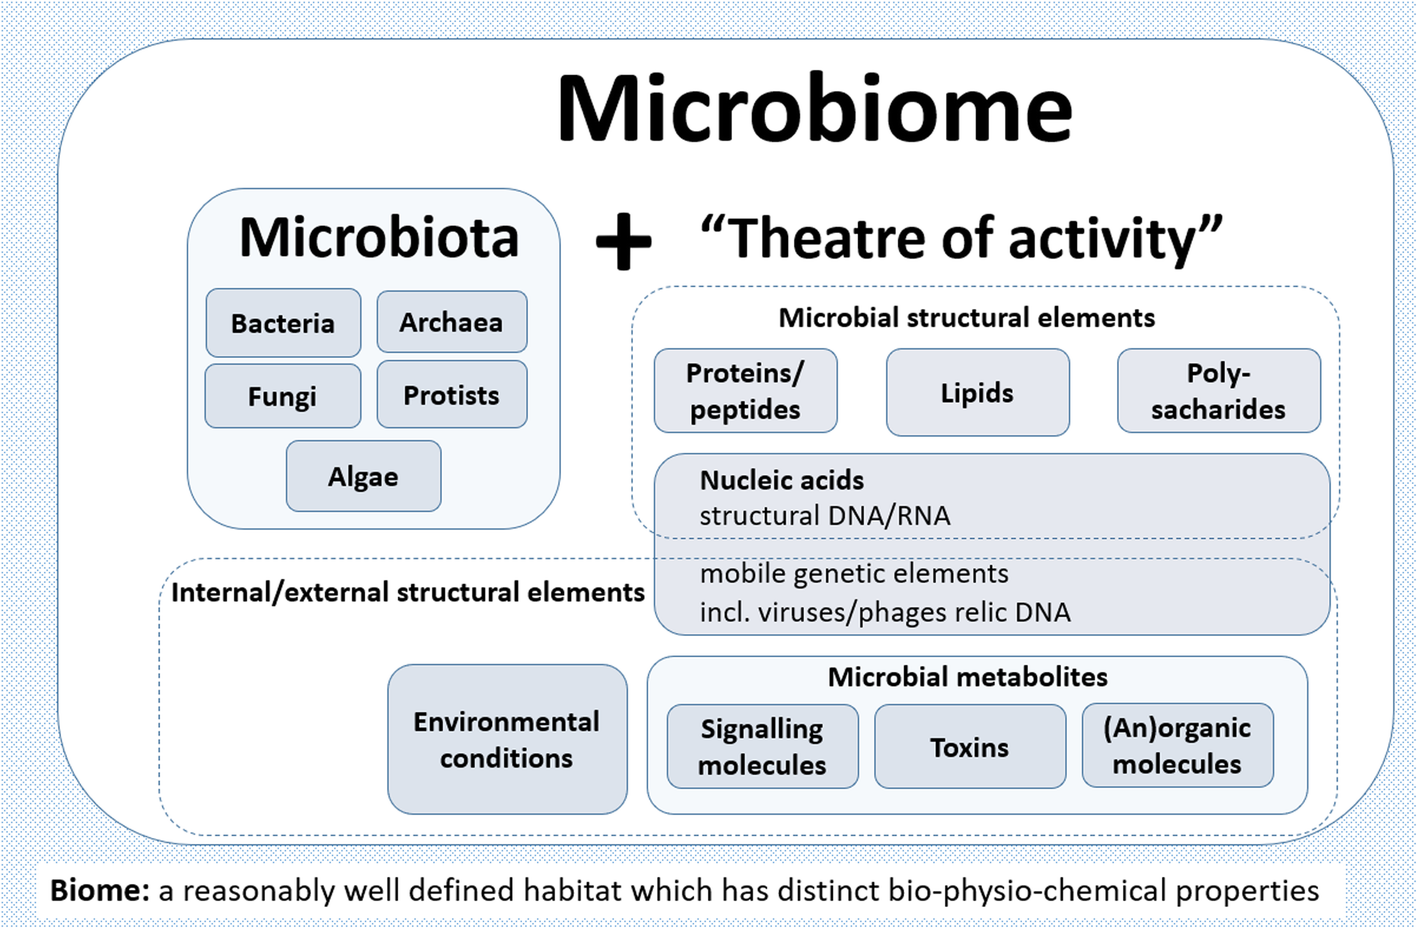 Microbiome
Microbiota
+
“Theatre of activity”
Bacteria
Archaea
Fungi
Protists
Algae
Microbial structural elements
Proteins/
peptides
Lipids
Poly-
sacharides
Nucleic acids
structural DNA/RNA
mobile genetic elements
incl. viruses/phages relic DNA
Internal/external structural elements
Environmental
conditions
Microbial metabolites
Signalling
molecules
Toxins
(An)organic
molecules
Biome: a reasonably well defined habitat which has distinct bio-physio-chemical properties